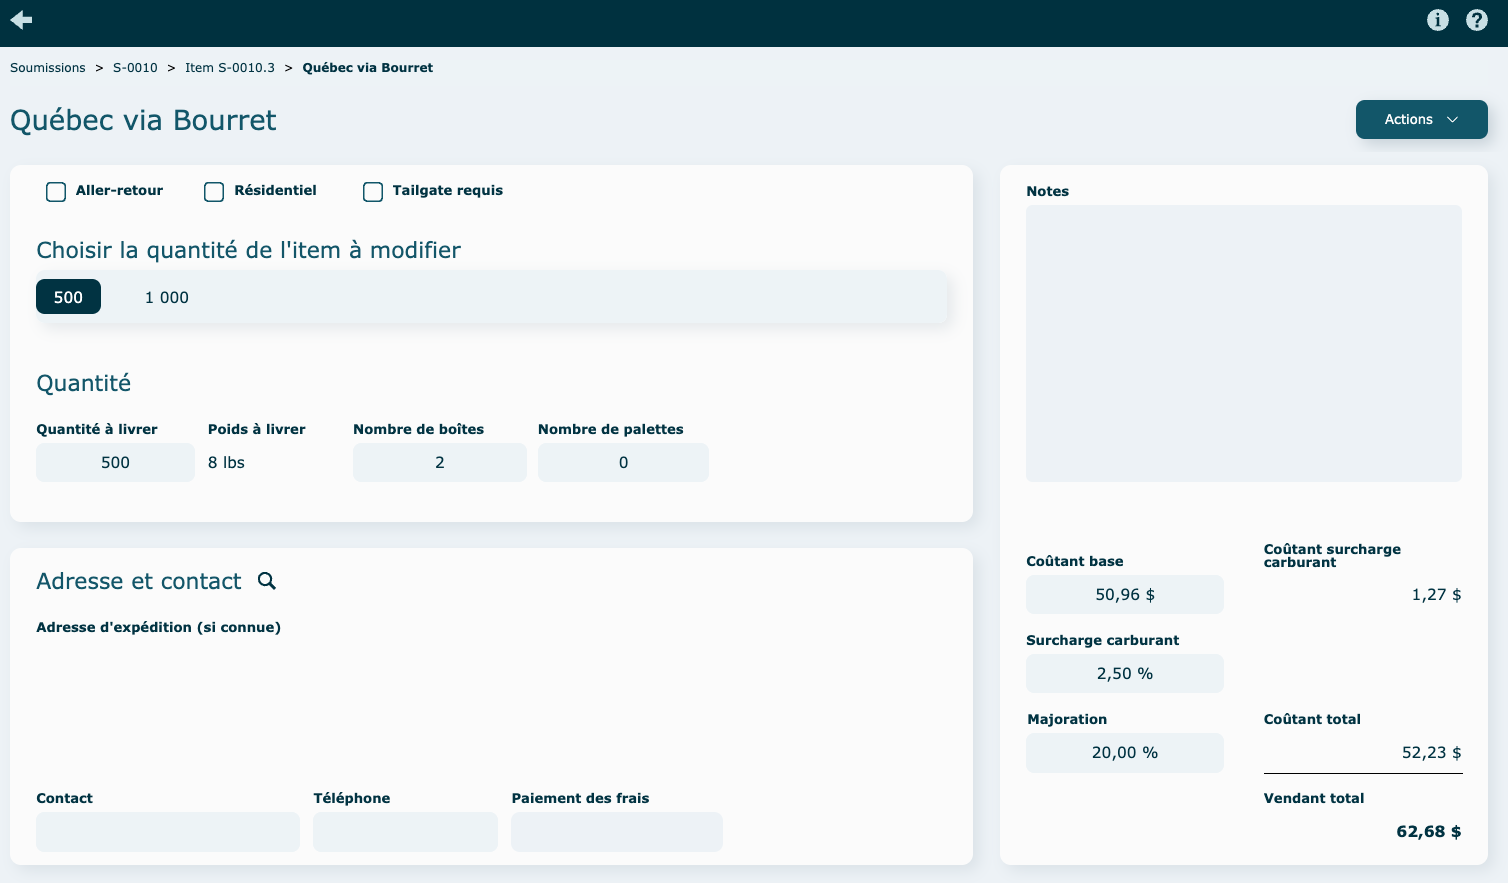 Soumissions > S-0010 > Item S-0010.3 > Québec via Bourret
Québec via Bourret
Actions
Aller-retour Résidentiel Tailgate requis
Choisir la quantité de l'item à modifier
500 1 000
Quantité
Quantité à livrer Poids à livrer Nombre de boîtes Nombre de palettes
500 8 lbs 2 0
Adresse et contact
Adresse d'expédition (si connue)
Contact Téléphone Paiement des frais
Notes
Coûtant base
50,96 $
Coûtant surcharge
carburant
1,27 $
Surcharge carburant
2,50 %
Majoration
20,00 %
Coûtant total
52,23 $
Vendant total
62,68 $